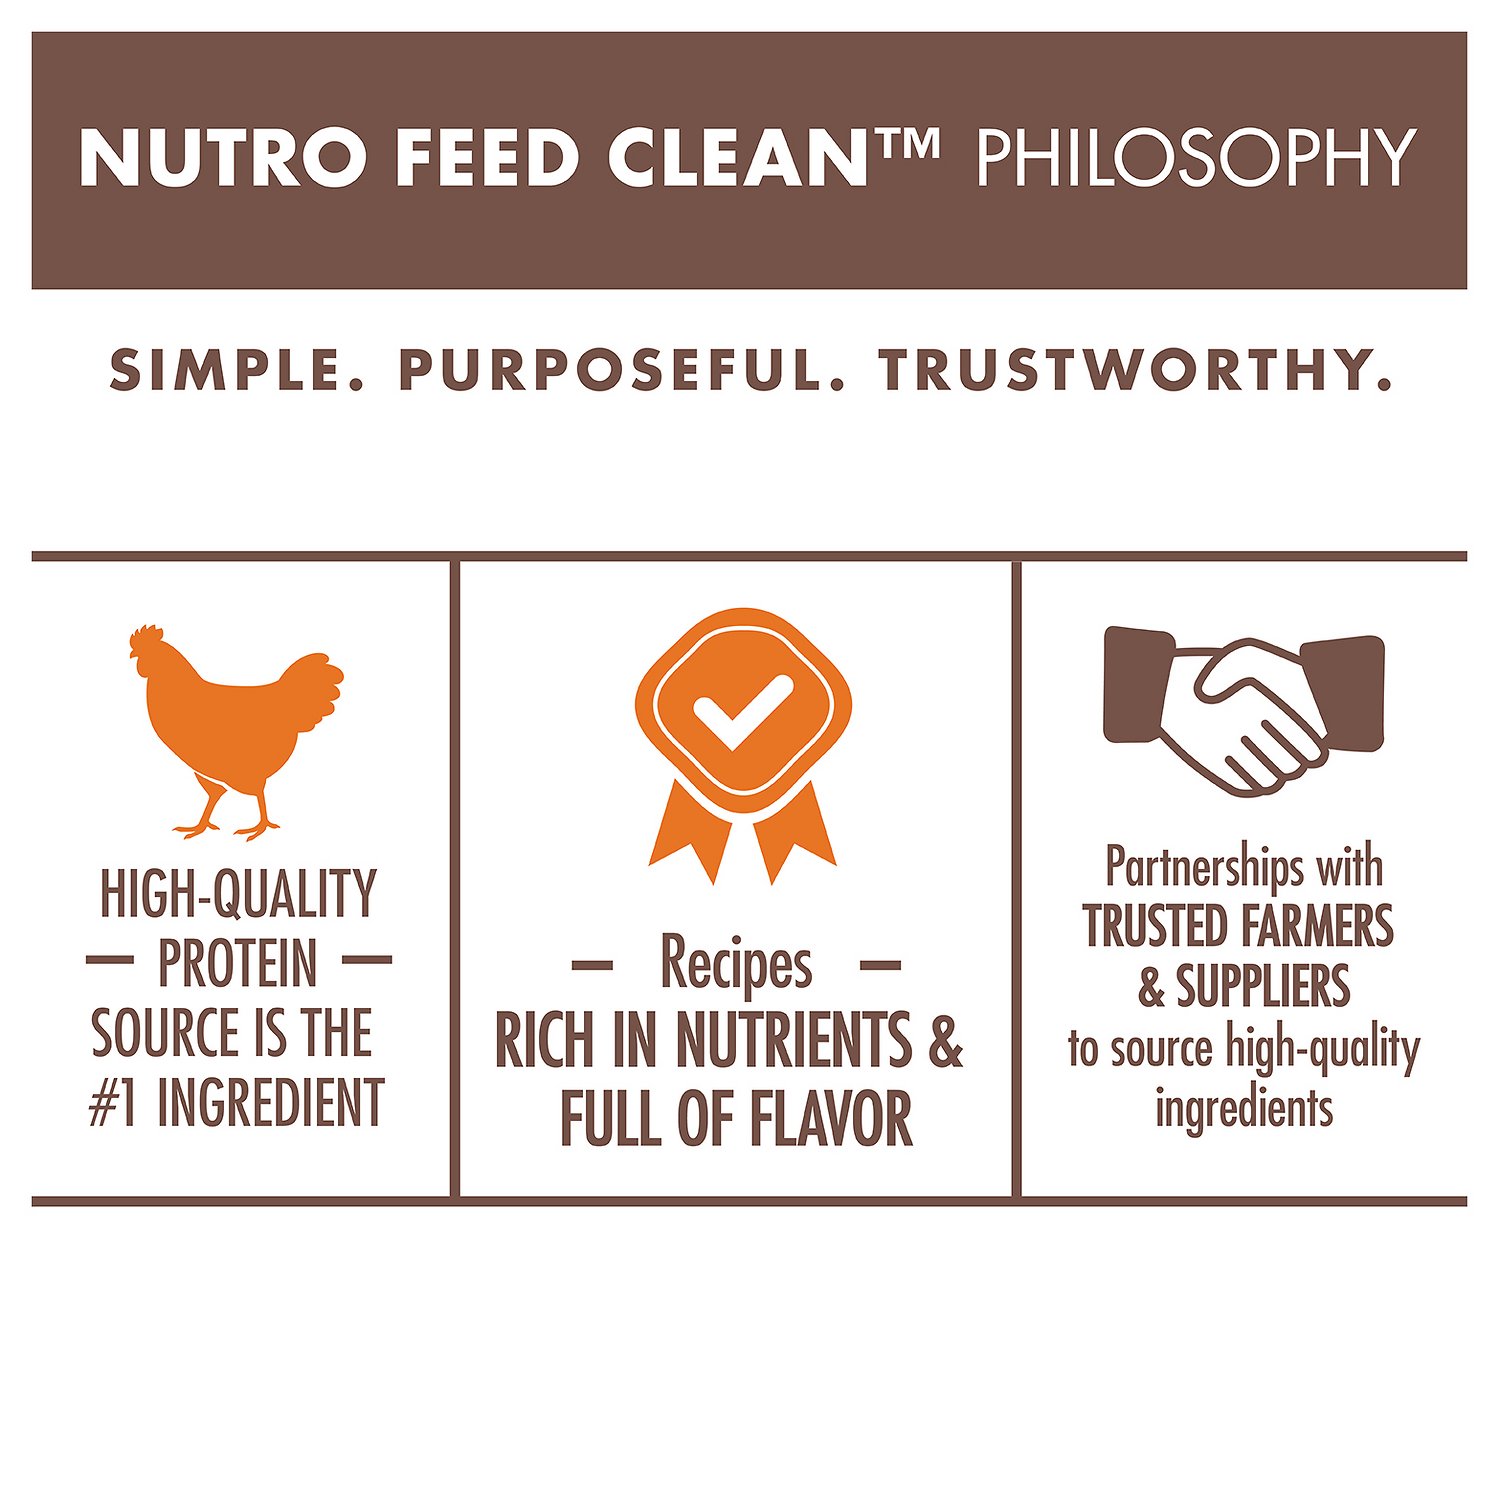 NUTRO FEED CLEAN™ PHILOSOPHY
SIMPLE. PURPOSEFUL. TRUSTWORTHY.
HIGH-QUALITY
— PROTEIN —
SOURCE IS THE
#1 INGREDIENT
— Recipes —
RICH IN NUTRIENTS &
FULL OF FLAVOR
Partnerships with
TRUSTED FARMERS
& SUPPLIERS
to source high-quality
ingredients